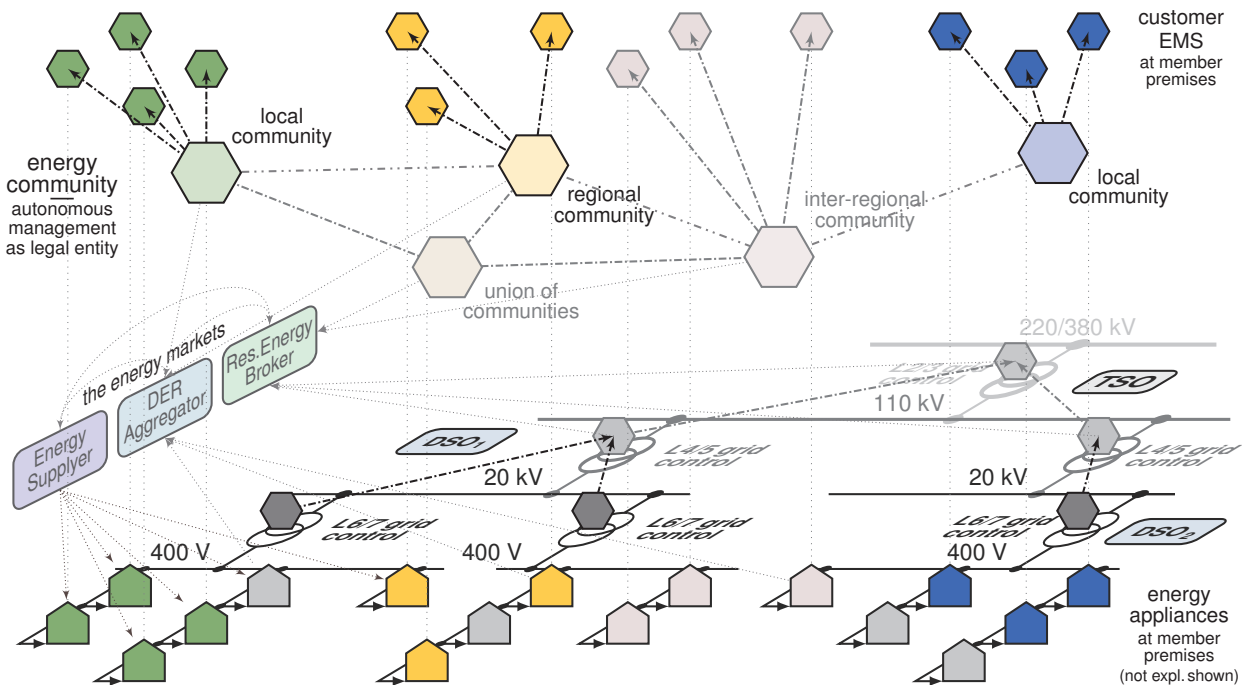 customer
EMS
at member
premises
local
community
energy
community
autonomous
management
as legal entity
regional
community
inter-regional
community
local
community
union of
communities
the energy markets
Res.Energy
Broker
DER
Aggregator
Energy
Supplyer
220/380 kV
L2/3 grid
control
TSO
110 kV
DSO1
L4/5 grid
control
L4/5 grid
control
20 kV
20 kV
L6/7 grid
control
L6/7 grid
control
L6/7 grid
control
DSO2
400 V
400 V
400 V
energy
appliances
at member
premises
(not expl. shown)